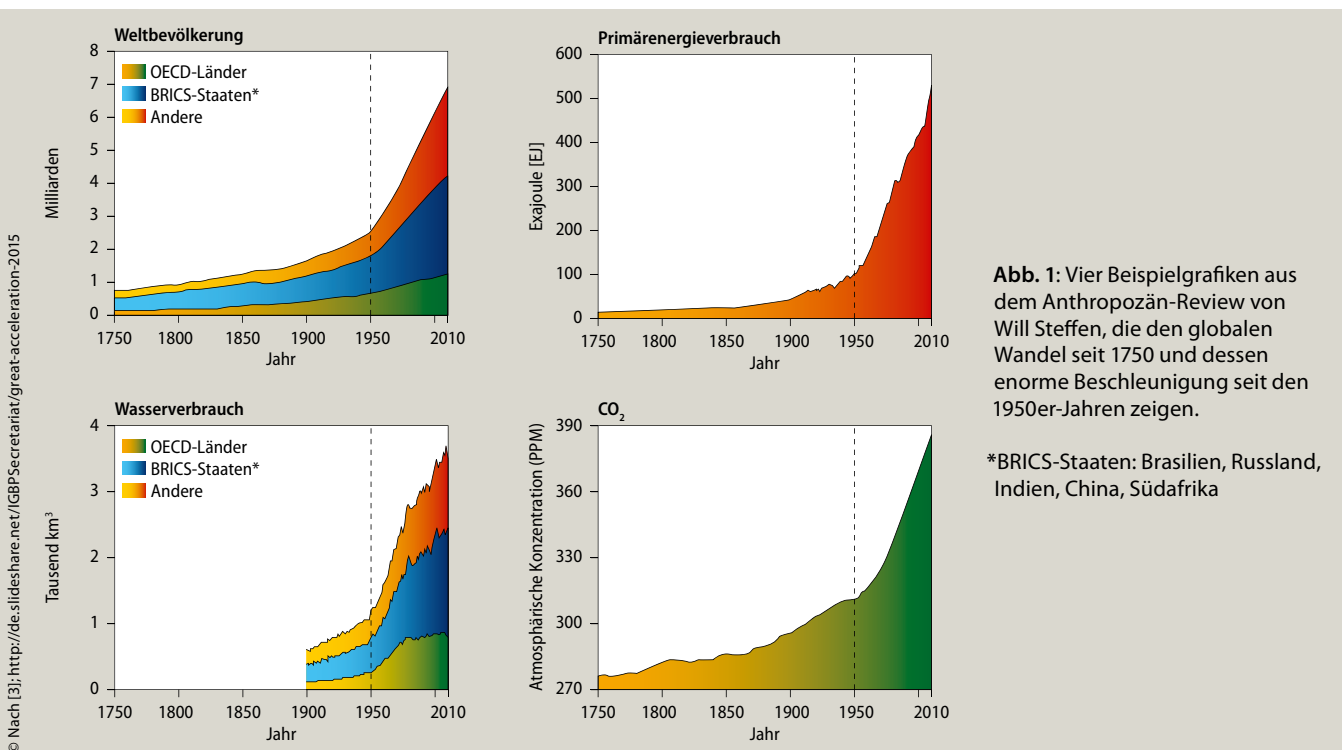 Weltbevölkerung
8
7
6
5
4
3
2
1
0
Milliarden
OECD-Länder
BRICS-Staaten*
Andere
1750 1800 1850 1900 1950 2010
Jahr
Primärenergieverbrauch
600
500
400
300
200
100
0
Exajoule [EJ]
1750 1800 1850 1900 1950 2010
Jahr
Wasserverbrauch
4
3
2
1
0
Tausend km³
OECD-Länder
BRICS-Staaten*
Andere
1750 1800 1850 1900 1950 2010
Jahr
CO₂
390
360
330
300
270
Atmosphärische Konzentration (PPM)
1750 1800 1850 1900 1950 2010
Jahr
Abb. 1: Vier Beispielgrafiken aus
dem Anthropozän-Review von
Will Steffen, die den globalen
Wandel seit 1750 und dessen
enorme Beschleunigung seit den
1950er-Jahren zeigen.
*BRICS-Staaten: Brasilien, Russland,
Indien, China, Südafrika
© Nach [3]; http://de.slideshare.net/IGBPSecretariat/great-acceleration-2015